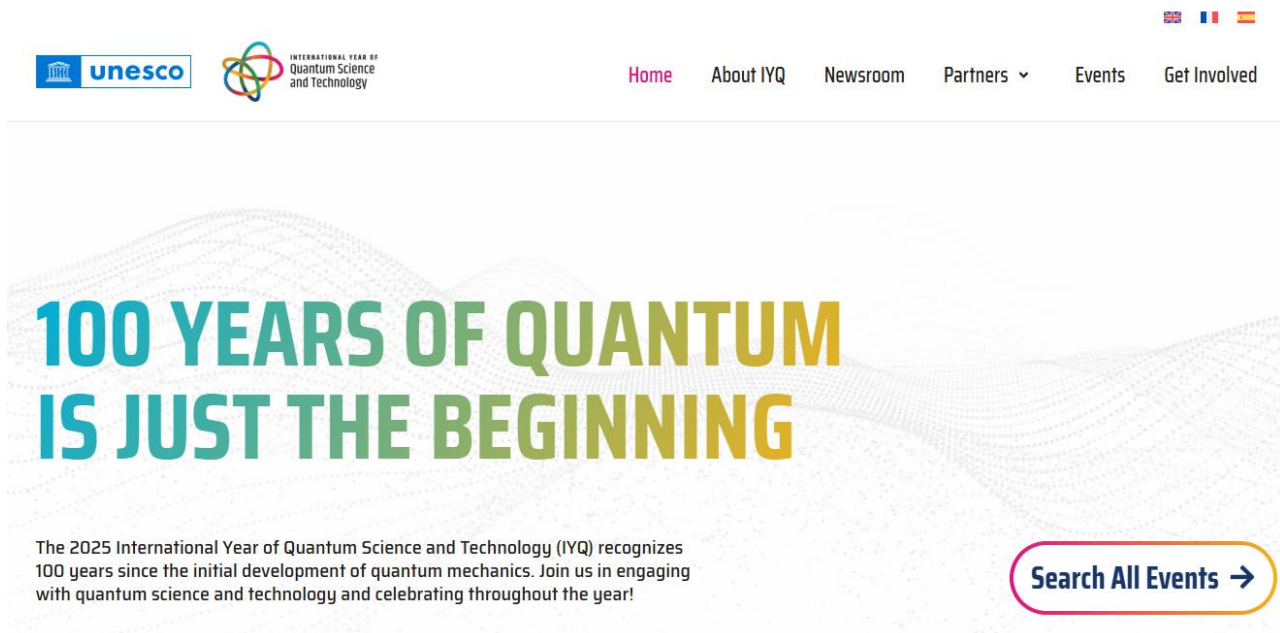 unesco
INTERNATIONAL YEAR OF
Quantum Science
and Technology
Home About IYQ Newsroom Partners Events Get Involved
100 YEARS OF QUANTUM
IS JUST THE BEGINNING
The 2025 International Year of Quantum Science and Technology (IYQ) recognizes
100 years since the initial development of quantum mechanics. Join us in engaging
with quantum science and technology and celebrating throughout the year!
Search All Events →